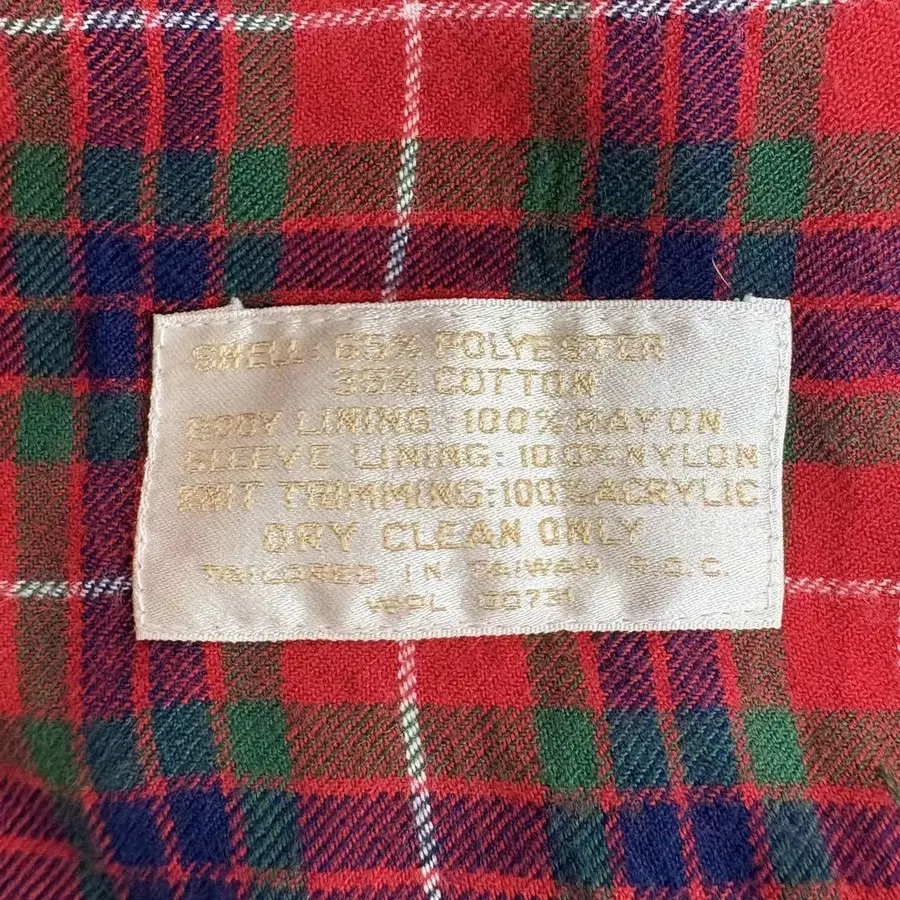 SHELL: 65% POLYESTER
35% COTTON
BODY LINING: 100% RAYON
SLEEVE LINING: 100% NYLON
KNIT TRIMMING: 100% ACRYLIC
DRY CLEAN ONLY
TAILORED IN TAIWAN R.O.C.
WPL